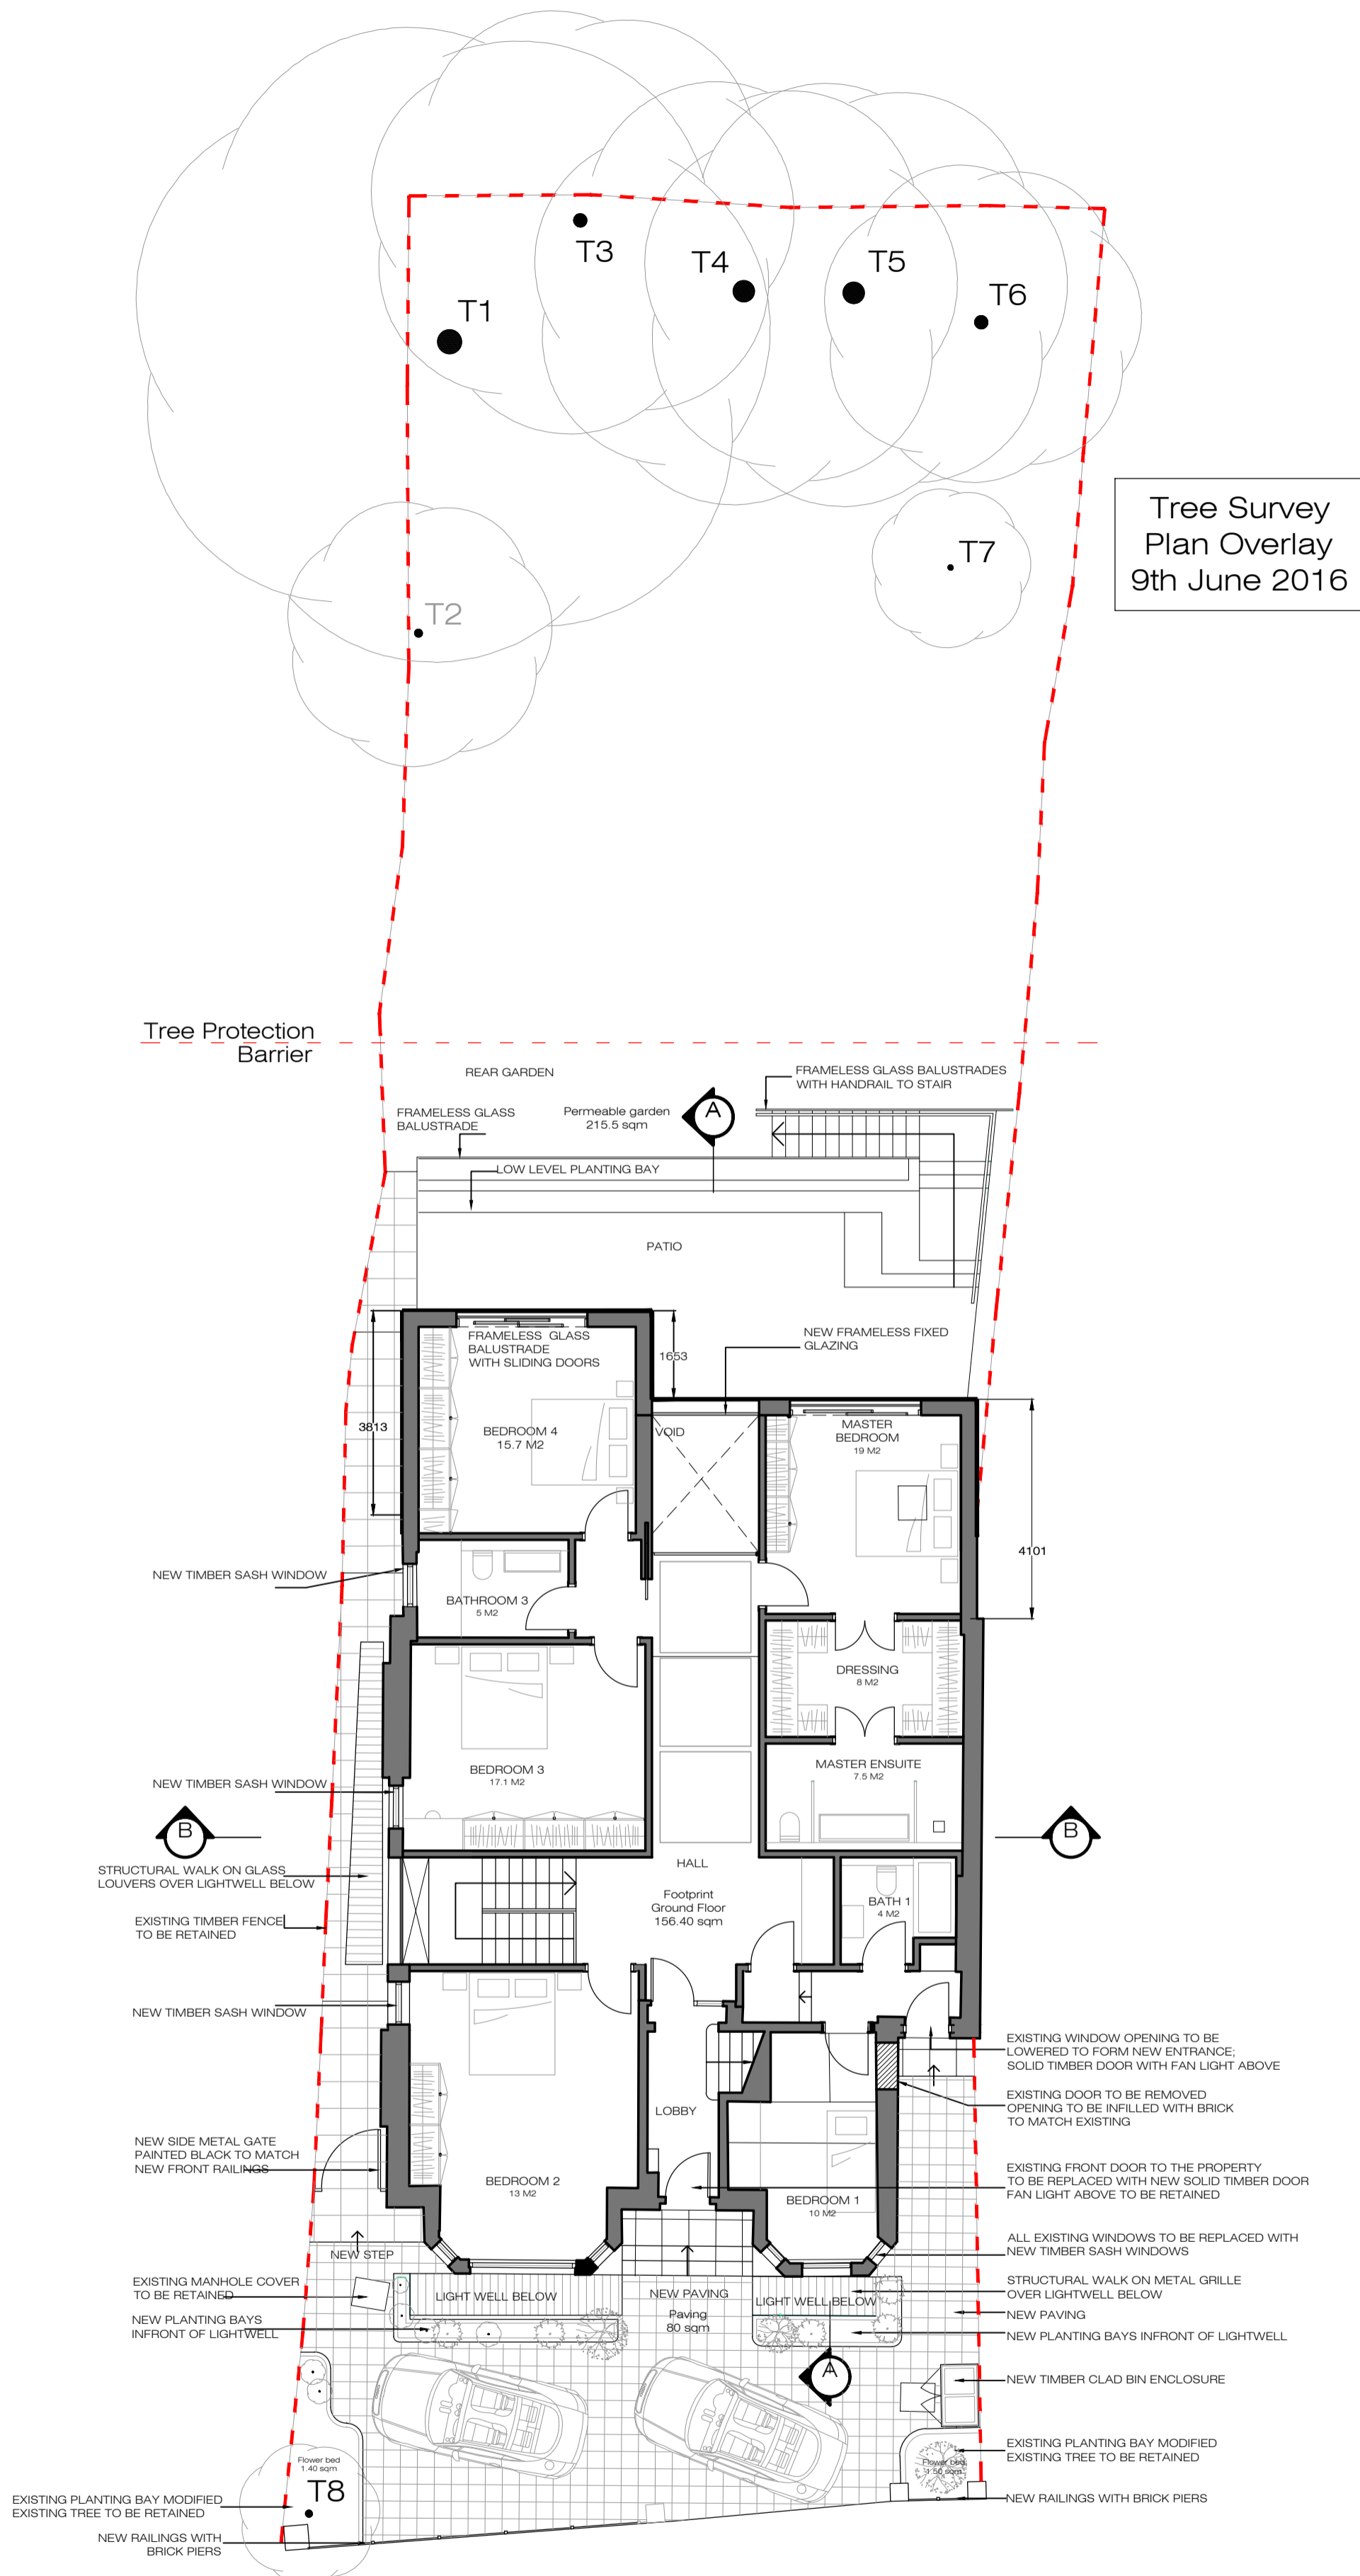 T3
T4
T5
T1
T6
Tree Survey
Plan Overlay
9th June 2016
T7
T2
Tree Protection
Barrier
REAR GARDEN
FRAMELESS GLASS BALUSTRADES
WITH HANDRAIL TO STAIR
FRAMELESS GLASS
BALUSTRADE
Permeable garden
215.5 sqm
A
LOW LEVEL PLANTING BAY
PATIO
FRAMELESS GLASS
BALUSTRADE
WITH SLIDING DOORS
1653
NEW FRAMELESS FIXED
GLAZING
3813
BEDROOM 4
15.7 M2
VOID
MASTER
BEDROOM
19 M2
4101
NEW TIMBER SASH WINDOW
BATHROOM 3
5 M2
DRESSING
8 M2
BEDROOM 3
17.1 M2
MASTER ENSUITE
7.5 M2
NEW TIMBER SASH WINDOW
B
B
HALL
STRUCTURAL WALK ON GLASS
LOUVERS OVER LIGHTWELL BELOW
Footprint
Ground Floor
156.40 sqm
BATH 1
4 M2
EXISTING TIMBER FENCE
TO BE RETAINED
NEW TIMBER SASH WINDOW
EXISTING WINDOW OPENING TO BE
LOWERED TO FORM NEW ENTRANCE;
SOLID TIMBER DOOR WITH FAN LIGHT ABOVE
EXISTING DOOR TO BE REMOVED
OPENING TO BE INFILLED WITH BRICK
TO MATCH EXISTING
LOBBY
NEW SIDE METAL GATE
PAINTED BLACK TO MATCH
NEW FRONT RAILINGS
EXISTING FRONT DOOR TO THE PROPERTY
TO BE REPLACED WITH NEW SOLID TIMBER DOOR
FAN LIGHT ABOVE TO BE RETAINED
BEDROOM 2
13 M2
BEDROOM 1
10 M2
ALL EXISTING WINDOWS TO BE REPLACED WITH
NEW TIMBER SASH WINDOWS
NEW STEP
EXISTING MANHOLE COVER
TO BE RETAINED
LIGHT WELL BELOW
NEW PAVING
LIGHT WELL BELOW
STRUCTURAL WALK ON METAL GRILLE
OVER LIGHTWELL BELOW
Paving
80 sqm
NEW PAVING
NEW PLANTING BAYS
INFRONT OF LIGHTWELL
NEW PLANTING BAYS INFRONT OF LIGHTWELL
A
NEW TIMBER CLAD BIN ENCLOSURE
EXISTING PLANTING BAY MODIFIED
EXISTING TREE TO BE RETAINED
Flower bed
1.40 sqm
Flower bed
1.50 sqm
T8
EXISTING PLANTING BAY MODIFIED
EXISTING TREE TO BE RETAINED
NEW RAILINGS WITH BRICK PIERS
NEW RAILINGS WITH
BRICK PIERS